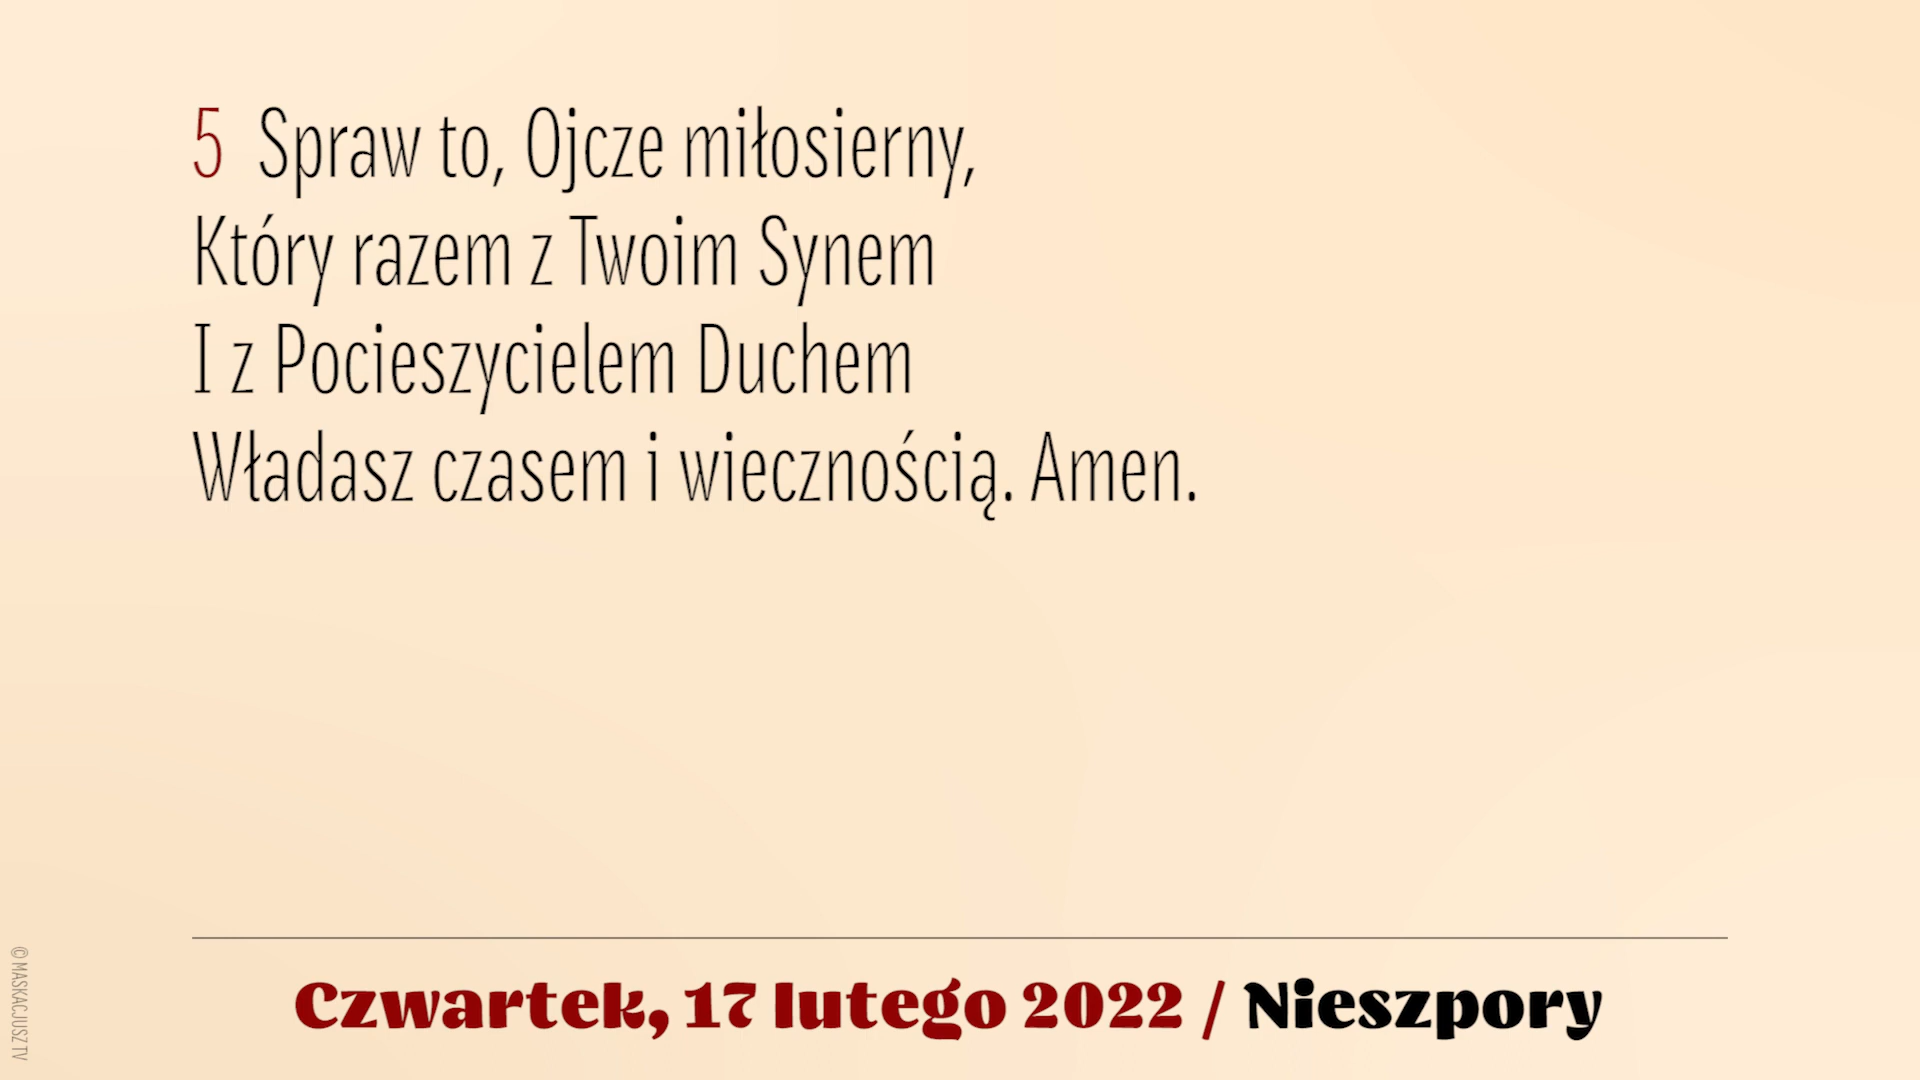 5 Spraw to, Ojcze miłosierny,
Który razem z Twoim Synem
I z Pocieszycielem Duchem
Władasz czasem i wiecznością. Amen.
Czwartek, 17 lutego 2022 / Nieszpory
© MASKACJUSZ TV